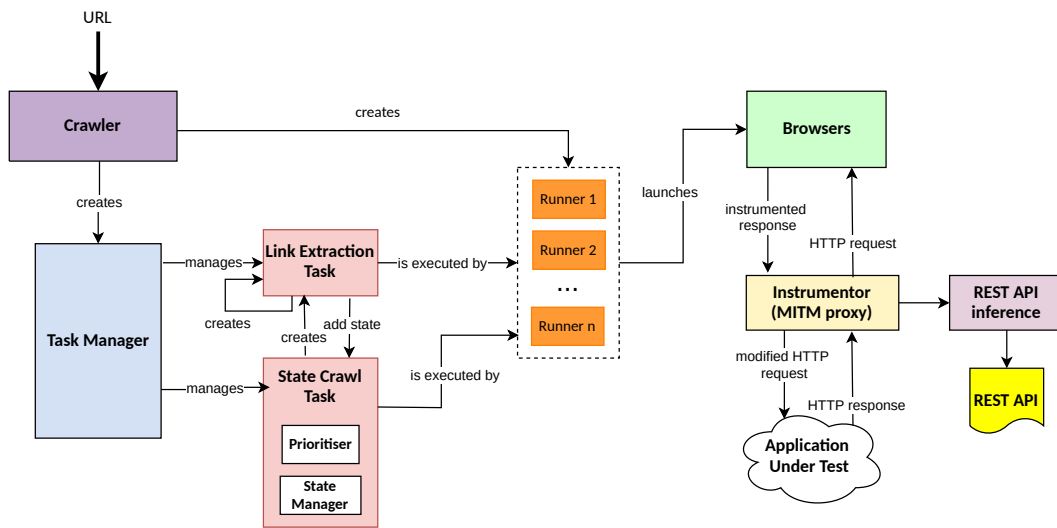 URL
Crawler
creates
creates
Browsers
Runner 1
launches
instrumented
response
HTTP request
Link Extraction
Task
manages
is executed by
Runner 2
...
Instrumentor
(MITM proxy)
REST API
inference
creates
add state
creates
Runner n
Task Manager
modified HTTP
request
State Crawl
Task
manages
is executed by
HTTP response
REST API
Prioritiser
Application
Under Test
State
Manager